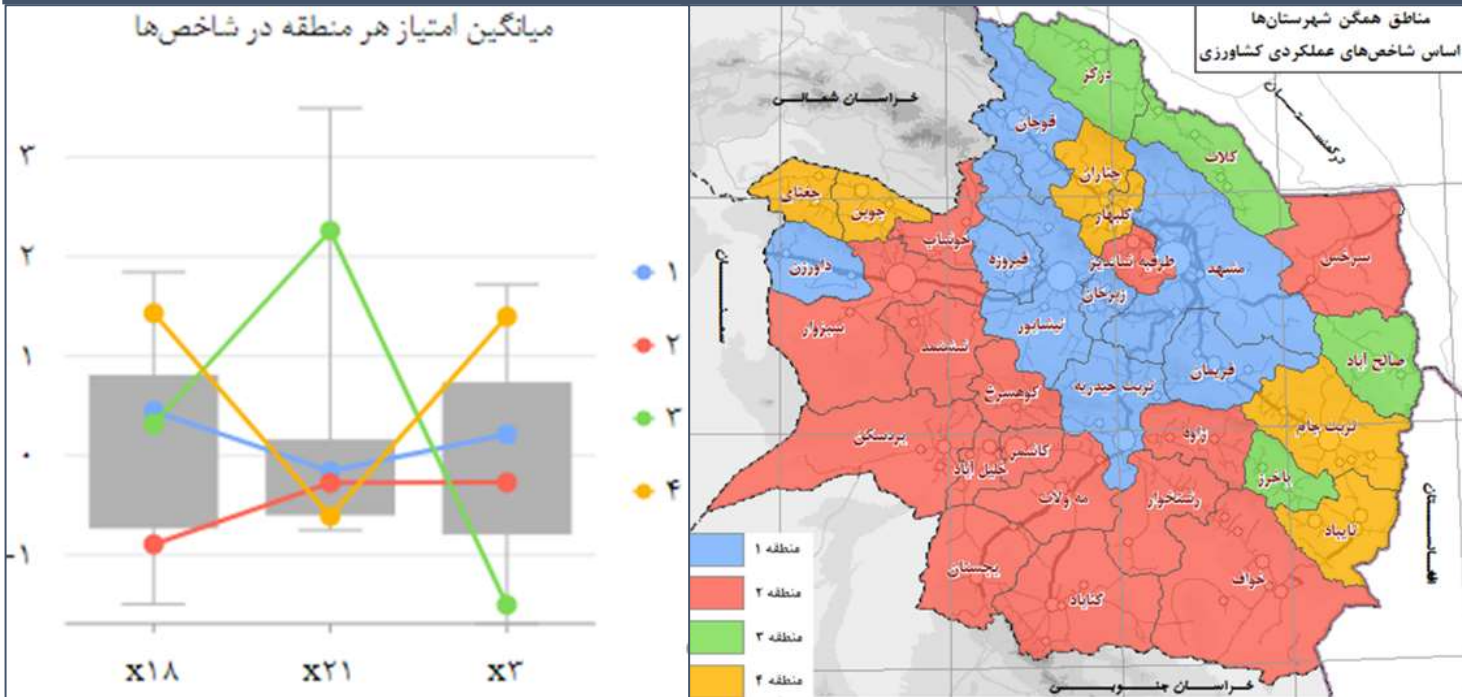 میانگین امتیاز هر منطقه در شاخص‌ها
۳
۲
۱
۰
-۱
x۱۸
x۲۱
x۳
۱
۲
۳
۴
مناطق همگن شهرستان‌ها
اساس شاخص‌های عملکردی کشاورزی
خراسان شمالی
درگز
قوچان
کلات
چناران
جغتای
جوین
گلبهار
خوشاب
فیروزه
طرقبه شاندیز
مشهد
سرخس
داورزن
زبرخان
نیشابور
سبزوار
ششتمد
صالح آباد
فریمان
تربت حیدریه
کوهسرخ
تربت جام
بردسکن
کاشمر
خلیل آباد
زاوه
باخرز
مه ولات
رشتخوار
تایباد
بجستان
خواف
گناباد
سمنان
افغانستان
خراسان جنوبی
منطقه ۱
منطقه ۲
منطقه ۳
منطقه ۴